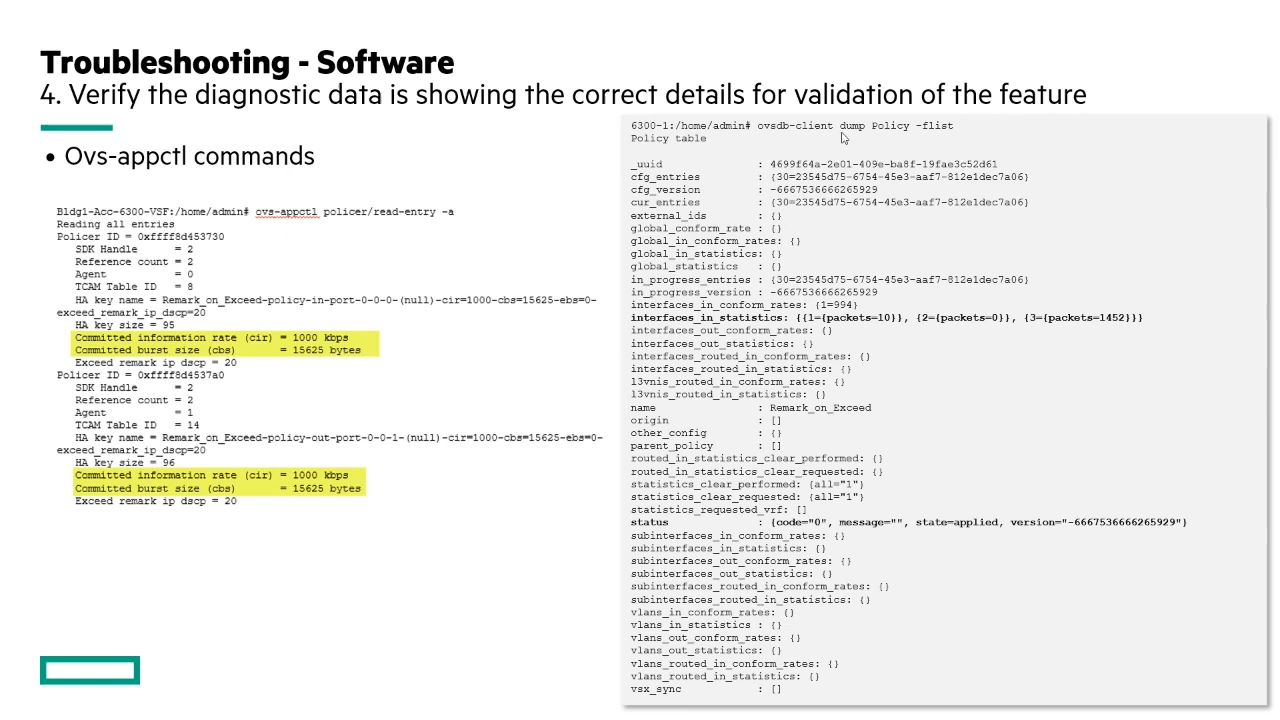 Troubleshooting - Software
4. Verify the diagnostic data is showing the correct details for validation of the feature
• Ovs-appctl commands
Bldg1-Acc-6300-VSF:/home/admin# ovs-appctl policer/read-entry -a
Reading all entries
Policer ID = 0xffff8d453730
SDK Handle = 2
Reference count = 2
Agent = 0
TCAM Table ID = 8
HA key name = Remark_on_Exceed-policy-in-port-0-0-0-(null)-cir=1000-cbs=15625-ebs=0-
exceed_remark_ip_dscp=20
HA key size = 95
Committed information rate (cir) = 1000 kbps
Committed burst size (cbs) = 15625 bytes
Exceed remark ip dscp = 20
Policer ID = 0xffff8d4537a0
SDK Handle = 2
Reference count = 2
Agent = 1
TCAM Table ID = 14
HA key name = Remark_on_Exceed-policy-out-port-0-0-1-(null)-cir=1000-cbs=15625-ebs=0-
exceed_remark_ip_dscp=20
HA key size = 96
Committed information rate (cir) = 1000 kbps
Committed burst size (cbs) = 15625 bytes
Exceed remark ip dscp = 20
6300-1:/home/admin# ovsdb-client dump Policy -flist
Policy table
_uuid : 4699f64a-2e01-409e-ba8f-19fae3c52d61
cfg_entries : {30=23545d75-6754-45e3-aaf7-812e1dec7a06}
cfg_version : -6667536666265929
cur_entries : {30=23545d75-6754-45e3-aaf7-812e1dec7a06}
external_ids : {}
global_conform_rate : {}
global_in_conform_rates: {}
global_in_statistics: {}
global_statistics : {}
in_progress_entries : {30=23545d75-6754-45e3-aaf7-812e1dec7a06}
in_progress_version : -6667536666265929
interfaces_in_conform_rates: {1=994}
interfaces_in_statistics: {{1={packets=10}}, {2={packets=0}}, {3={packets=1452}}}
interfaces_out_conform_rates: {}
interfaces_out_statistics: {}
interfaces_routed_in_conform_rates: {}
interfaces_routed_in_statistics: {}
l3vnis_routed_in_conform_rates: {}
l3vnis_routed_in_statistics: {}
name : Remark_on_Exceed
origin : []
other_config : {}
parent_policy : []
routed_in_statistics_clear_performed: {}
routed_in_statistics_clear_requested: {}
statistics_clear_performed: {all="1"}
statistics_clear_requested: {all="1"}
statistics_requested_vrf: []
status : {code="0", message="", state=applied, version="-6667536666265929"}
subinterfaces_in_conform_rates: {}
subinterfaces_in_statistics: {}
subinterfaces_out_conform_rates: {}
subinterfaces_out_statistics: {}
subinterfaces_routed_in_conform_rates: {}
subinterfaces_routed_in_statistics: {}
vlans_in_conform_rates: {}
vlans_in_statistics : {}
vlans_out_conform_rates: {}
vlans_out_statistics: {}
vlans_routed_in_conform_rates: {}
vlans_routed_in_statistics: {}
vsx_sync : []